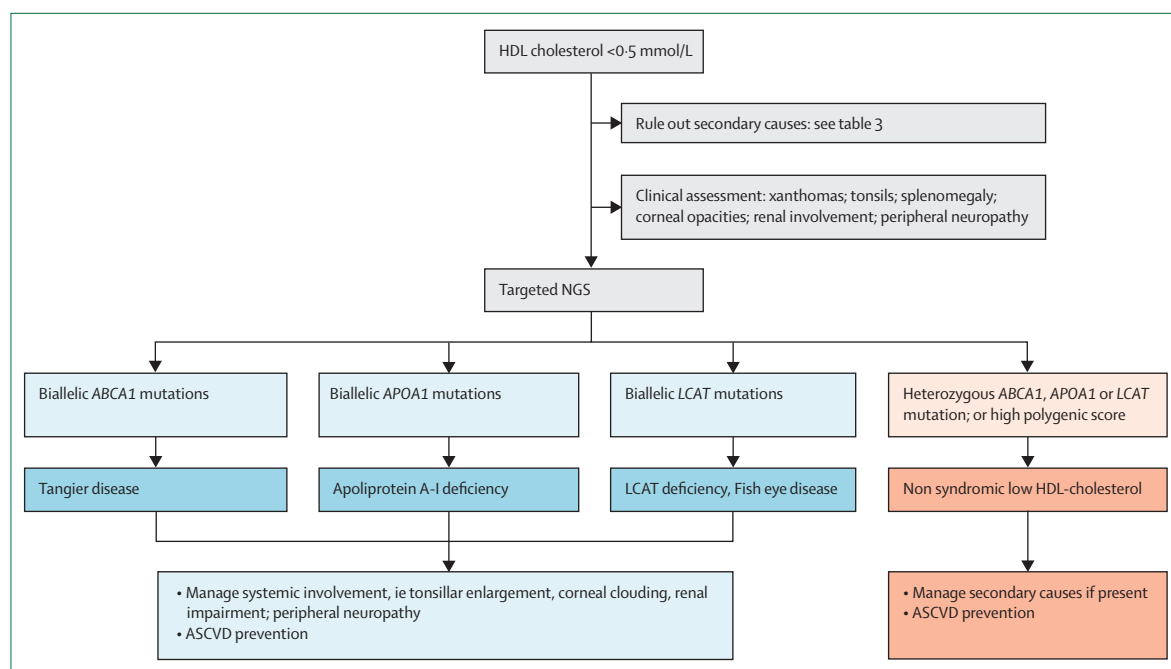 HDL cholesterol <0·5 mmol/L
Rule out secondary causes: see table 3
Clinical assessment: xanthomas; tonsils; splenomegaly;
corneal opacities; renal involvement; peripheral neuropathy
Targeted NGS
Biallelic ABCA1 mutations
Biallelic APOA1 mutations
Biallelic LCAT mutations
Heterozygous ABCA1, APOA1 or LCAT
mutation; or high polygenic score
Tangier disease
Apoliprotein A-I deficiency
LCAT deficiency, Fish eye disease
Non syndromic low HDL-cholesterol
• Manage systemic involvement, ie tonsillar enlargement, corneal clouding, renal
impairment; peripheral neuropathy
• ASCVD prevention
• Manage secondary causes if present
• ASCVD prevention